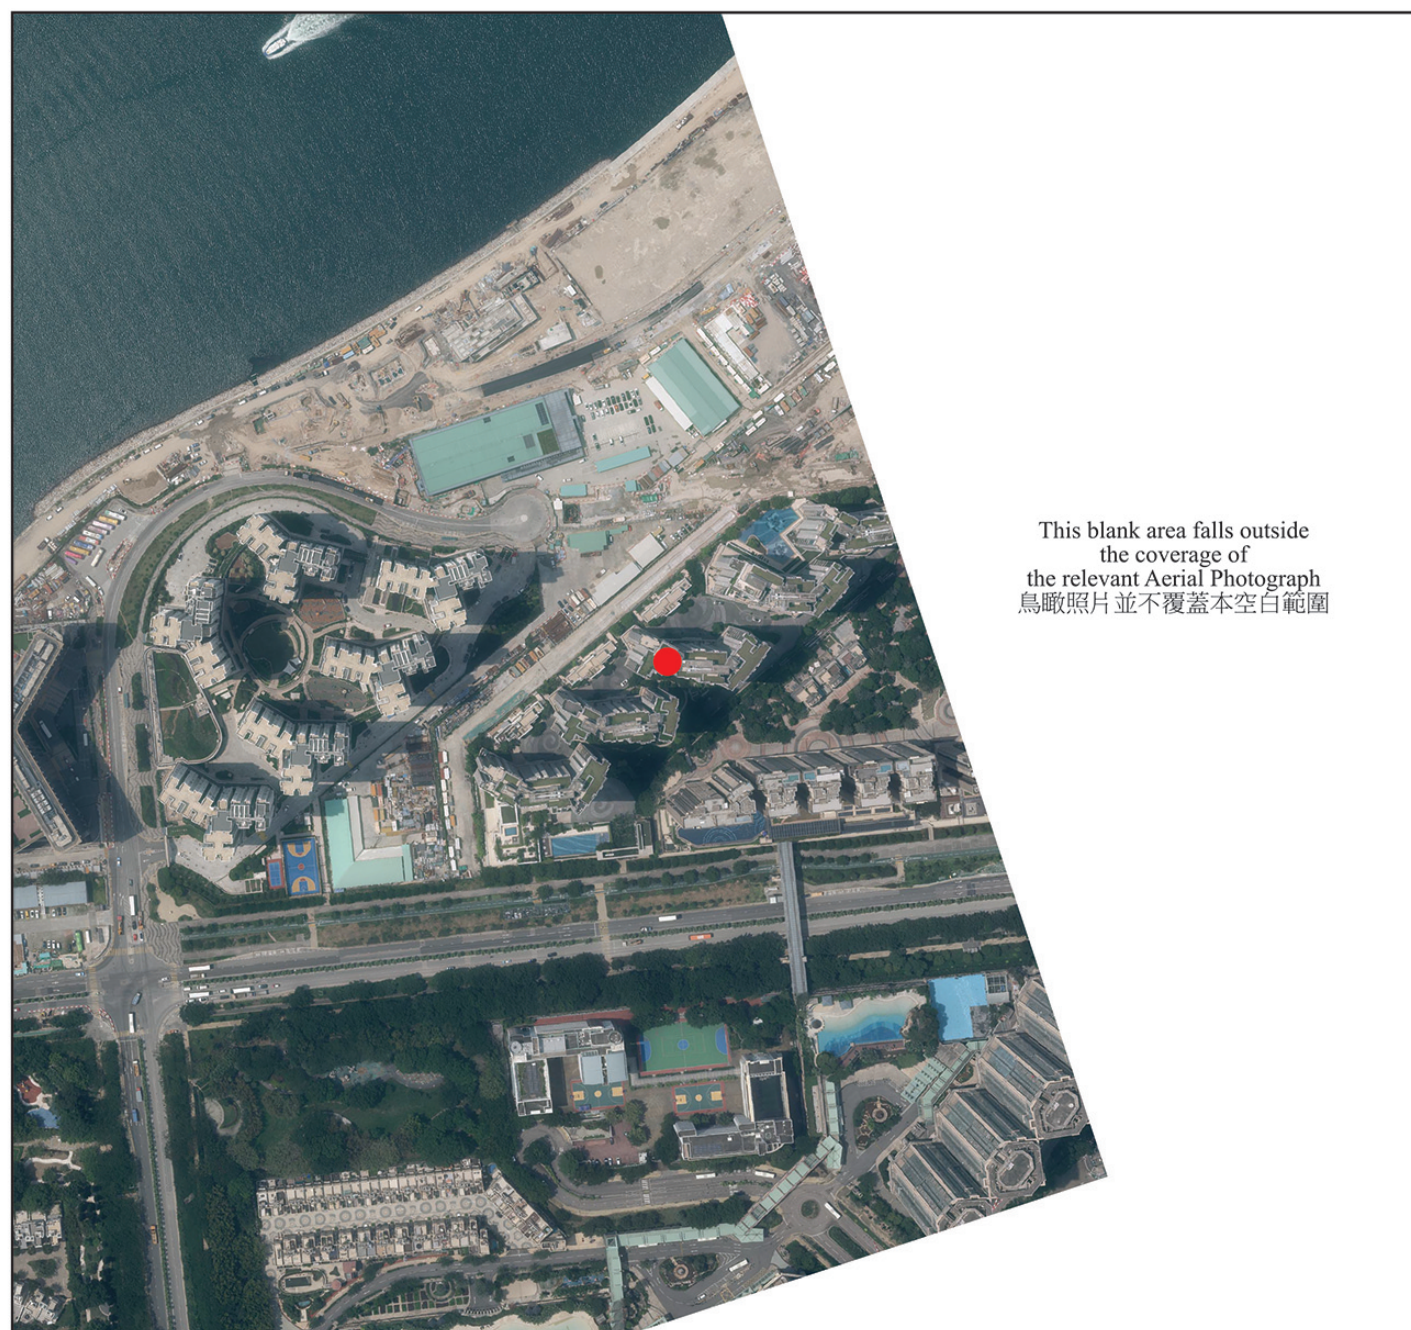 This blank area falls outside
the coverage of
the relevant Aerial Photograph
鳥瞰照片並不覆蓋本空白範圍